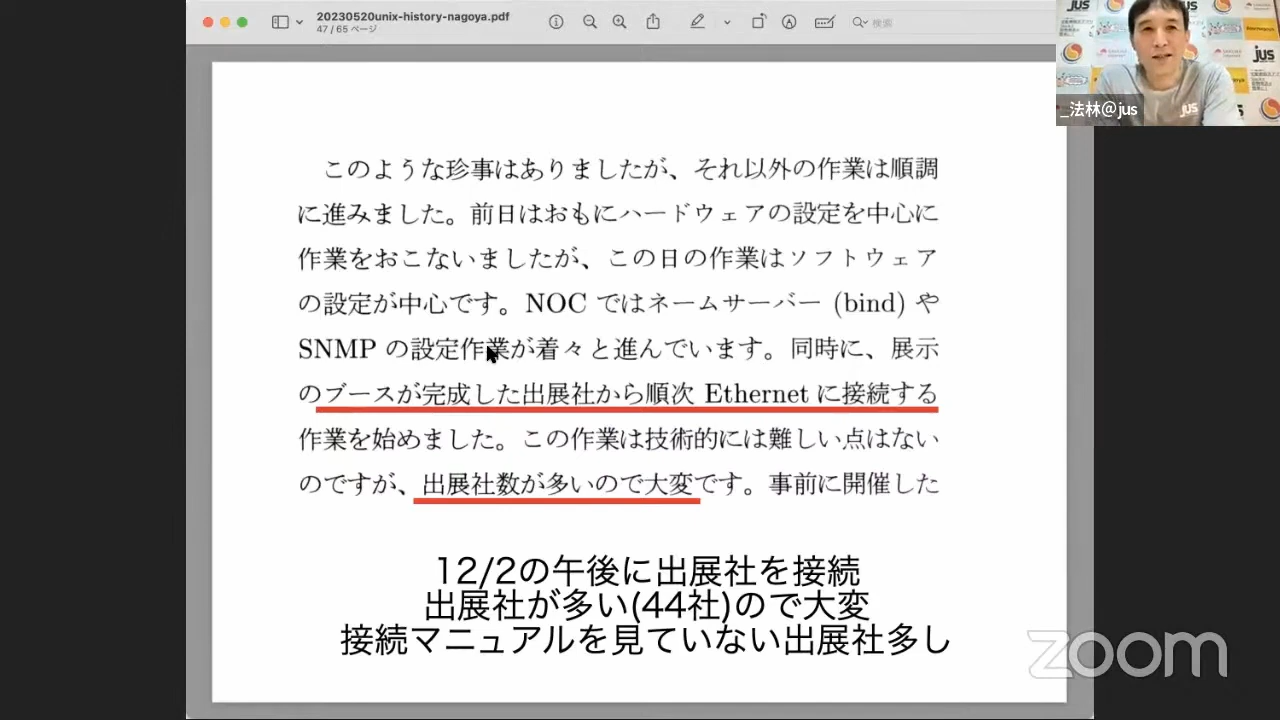 20230520unix-history-nagoya.pdf
47 / 65 ページ
検索
jus
jus
_法林@jus
このような珍事はありましたが、それ以外の作業は順調
に進みました。前日はおもにハードウェアの設定を中心に
作業をおこないましたが、この日の作業はソフトウェア
の設定が中心です。NOC ではネームサーバー (bind) や
SNMP の設定作業が着々と進んでいます。同時に、展示
のブースが完成した出展社から順次 Ethernet に接続する
作業を始めました。この作業は技術的には難しい点はない
のですが、出展社数が多いので大変です。事前に開催した
12/2の午後に出展社を接続
出展社が多い(44社)ので大変
接続マニュアルを見ていない出展社多し
zoom